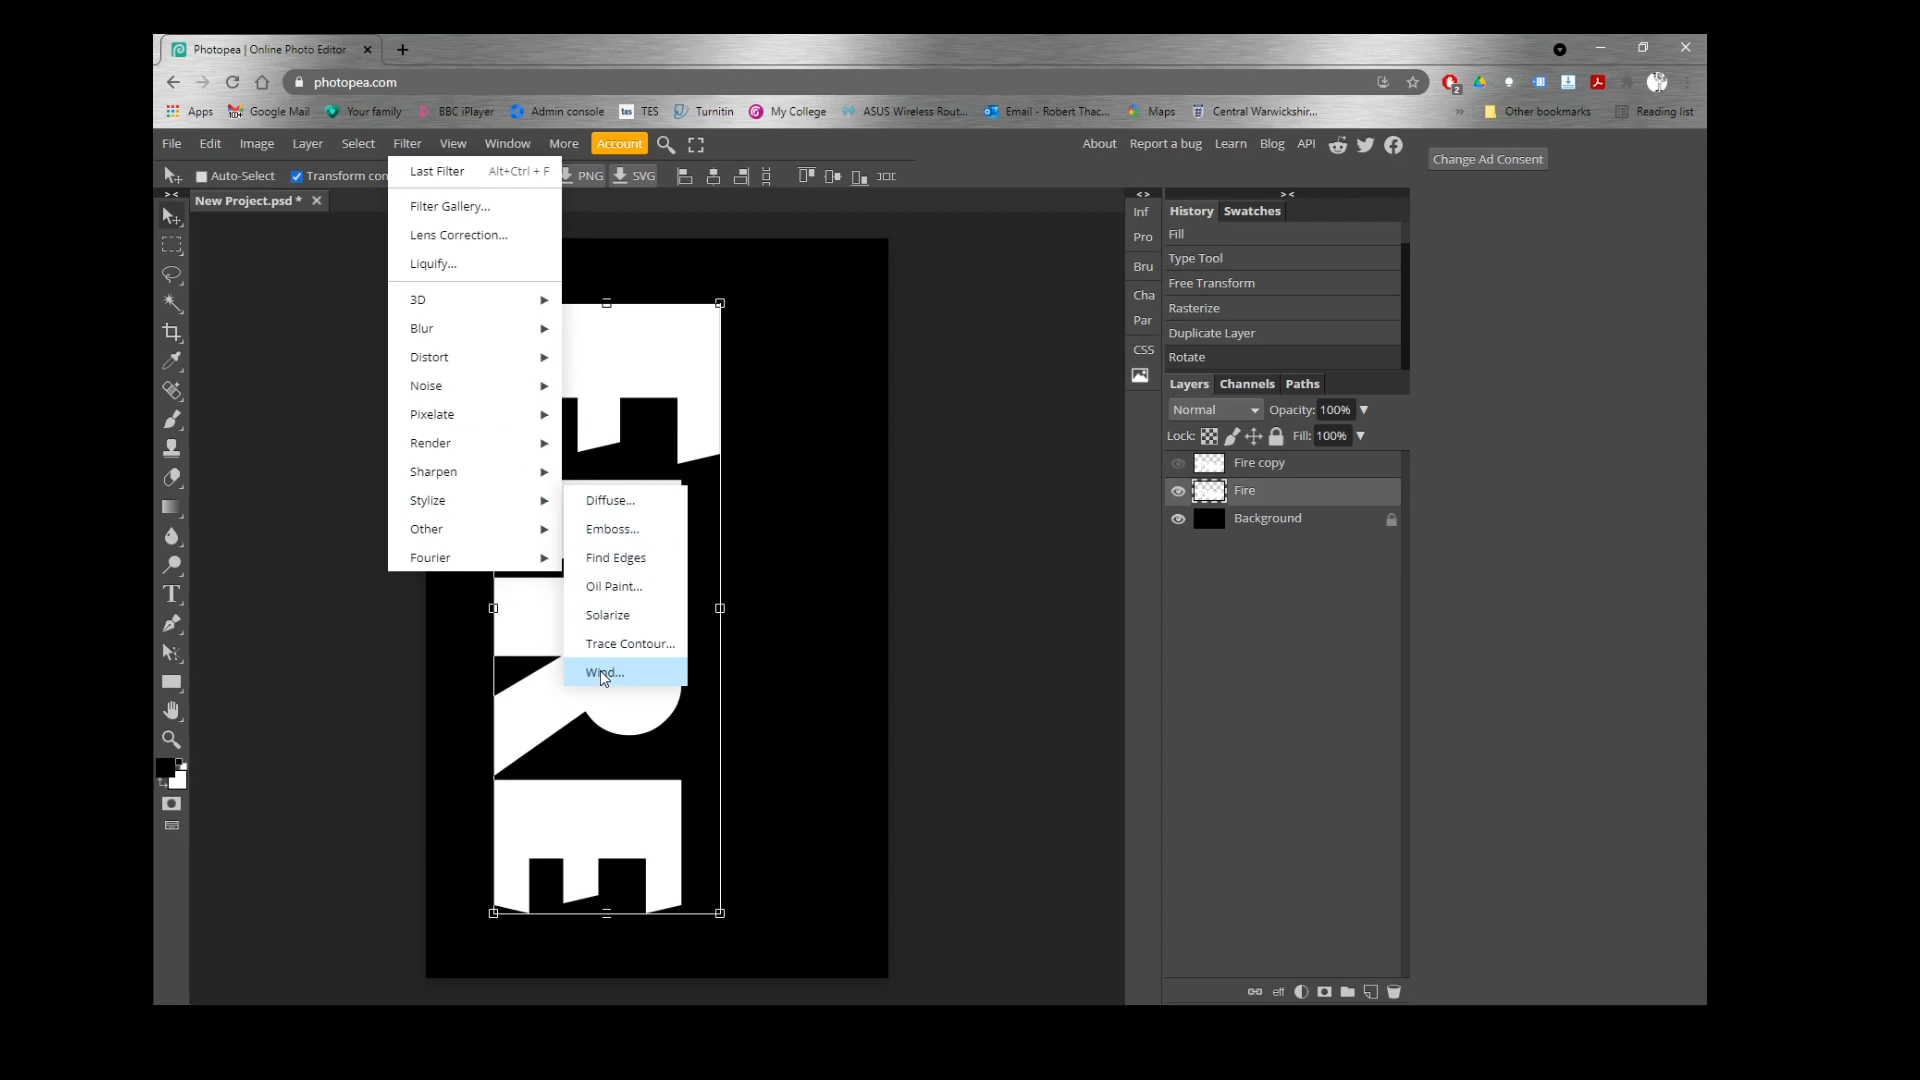 Photopea | Online Photo Editor
photopea.com
2
Apps Google Mail Your family BBC iPlayer Admin console tes TES Turnitin My College ASUS Wireless Rout... Email - Robert Thac... Maps Central Warwickshir... » Other bookmarks Reading list
File Edit Image Layer Select Filter View Window More Account About Report a bug Learn Blog API
Change Ad Consent
Auto-Select Transform con PNG SVG
Last Filter Alt+Ctrl + F
New Project.psd *
Filter Gallery...
Lens Correction...
Liquify...
3D
Blur
Distort
Noise
Pixelate
Render
Sharpen
Stylize
Other
Fourier
Diffuse...
Emboss...
Find Edges
Oil Paint...
Solarize
Trace Contour...
Wind...
Inf
Pro
Bru
Cha
Par
CSS
History Swatches
Fill
Type Tool
Free Transform
Rasterize
Duplicate Layer
Rotate
Layers Channels Paths
Normal Opacity: 100%
Lock: Fill: 100%
Fire copy
Fire
Background
eff